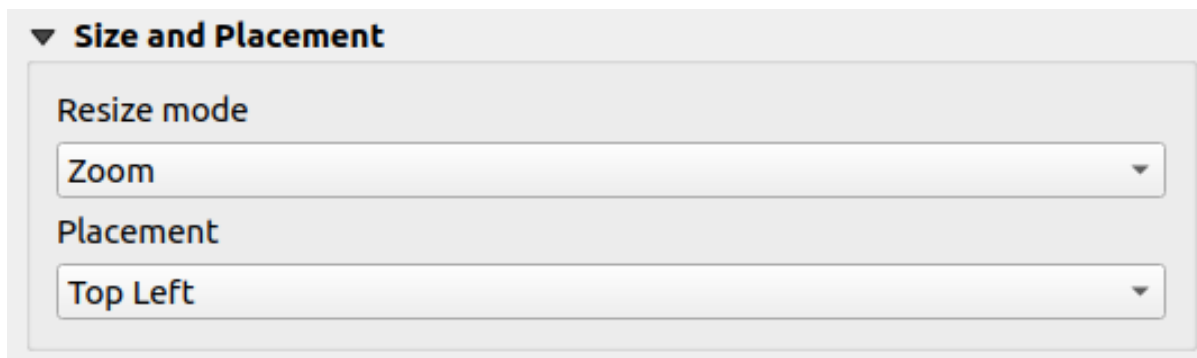 Size and Placement
Resize mode
Zoom
Placement
Top Left